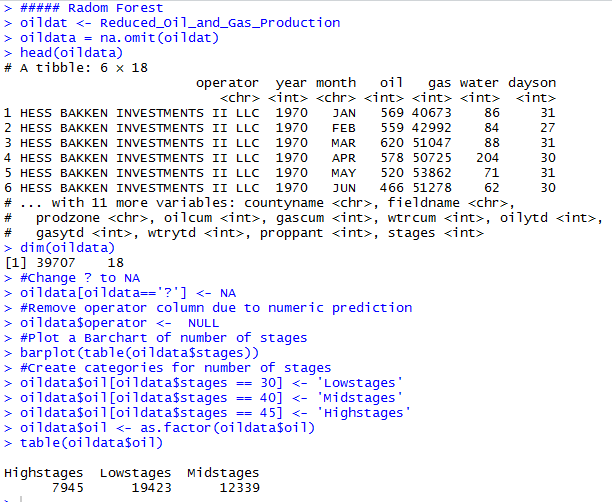 > ##### Radom Forest
> oildat <- Reduced_Oil_and_Gas_Production
> oildata = na.omit(oildat)
> head(oildata)
# A tibble: 6 × 18
operator year month oil gas water dayson
<chr> <int> <chr> <int> <int> <int> <int>
1 HESS BAKKEN INVESTMENTS II LLC 1970 JAN 569 40673 86 31
2 HESS BAKKEN INVESTMENTS II LLC 1970 FEB 559 42992 84 27
3 HESS BAKKEN INVESTMENTS II LLC 1970 MAR 620 51047 88 31
4 HESS BAKKEN INVESTMENTS II LLC 1970 APR 578 50725 204 30
5 HESS BAKKEN INVESTMENTS II LLC 1970 MAY 520 53862 71 31
6 HESS BAKKEN INVESTMENTS II LLC 1970 JUN 466 51278 62 30
# ... with 11 more variables: countyname <chr>, fieldname <chr>,
# prodzone <chr>, oilcum <int>, gascum <int>, wtrcum <int>, oilytd <int>,
# gasytd <int>, wtrytd <int>, proppant <int>, stages <int>
> dim(oildata)
[1] 39707 18
> #Change ? to NA
> oildata[oildata=='?'] <- NA
> #Remove operator column due to numeric prediction
> oildata$operator <- NULL
> #Plot a Barchart of number of stages
> barplot(table(oildata$stages))
> #Create categories for number of stages
> oildata$oil[oildata$stages == 30] <- 'Lowstages'
> oildata$oil[oildata$stages == 40] <- 'Midstages'
> oildata$oil[oildata$stages == 45] <- 'Highstages'
> oildata$oil <- as.factor(oildata$oil)
> table(oildata$oil)
Highstages Lowstages Midstages
7945 19423 12339
>